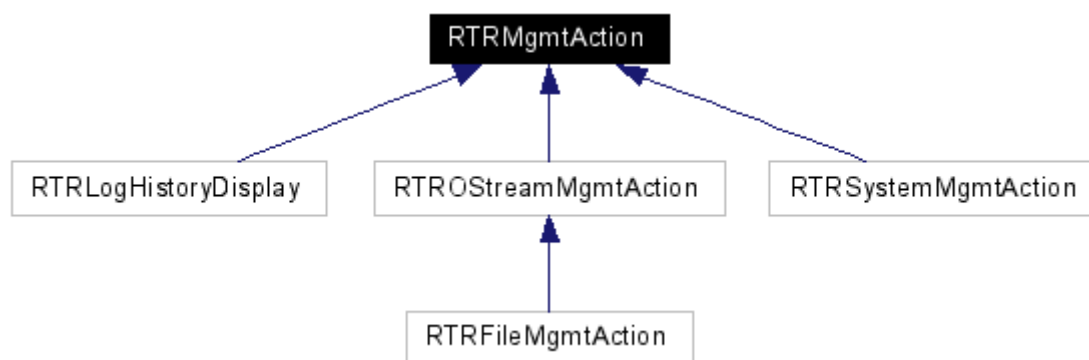 RTRMgmtAction
RTRLogHistoryDisplay
RTROStreamMgmtAction
RTRSystemMgmtAction
RTRFileMgmtAction